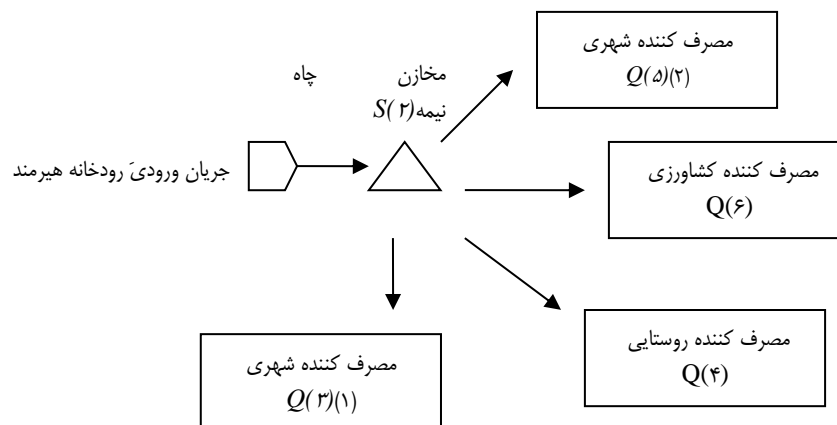 مصرف کننده شهری
Q(۵)(۲)
مخازن چاه
نیمه S(۲)
جریان ورودیَ رودخانه هیرمند
مصرف کننده کشاورزی
Q(۶)
مصرف کننده روستایی
Q(۴)
مصرف کننده شهری
Q(۳)(۱)